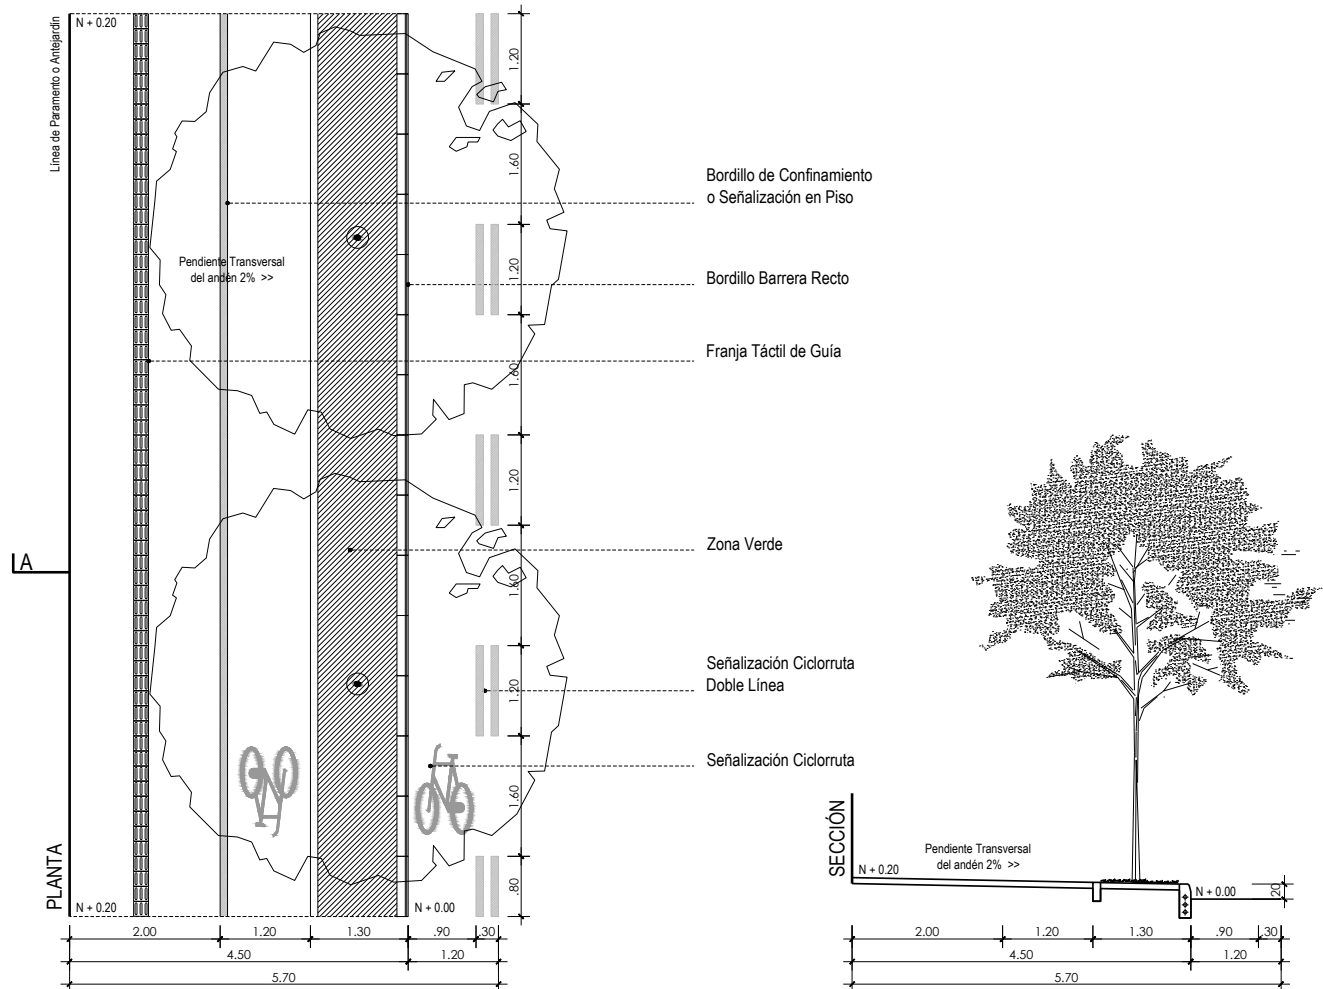 Línea de Paramento o Antejardín
N + 0.20
1.20
1.60
Bordillo de Confinamiento
o Señalización en Piso
Pendiente Transversal
del andén 2% >>
1.20
Bordillo Barrera Recto
Franja Táctil de Guía
1.60
1.20
Zona Verde
A
1.60
Señalización Ciclorruta
Doble Línea
1.20
Señalización Ciclorruta
1.60
PLANTA
.80
N + 0.20
N + 0.00
2.00
1.20
1.30
.90
.30
4.50
1.20
5.70
SECCIÓN
Pendiente Transversal
del andén 2% >>
N + 0.20
N + 0.00
.20
2.00
1.20
1.30
.90
.30
4.50
1.20
5.70